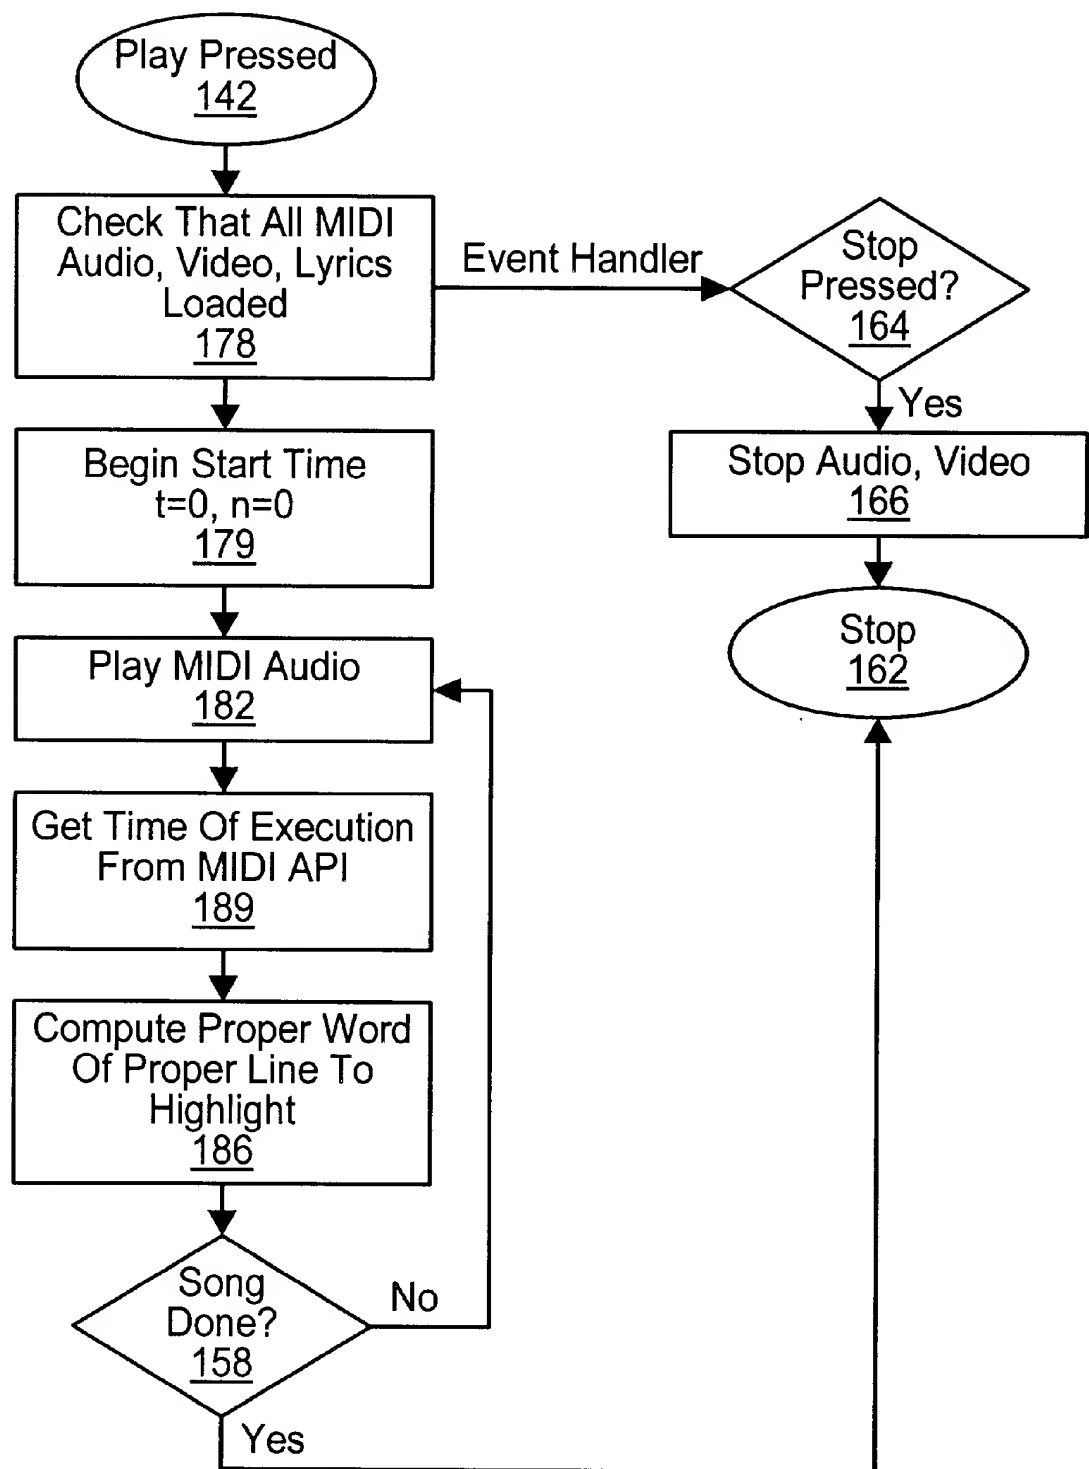 Play Pressed
142
Check That All MIDI
Audio, Video, Lyrics
Loaded
178
Event Handler
Stop
Pressed?
164
Yes
Begin Start Time
t=0, n=0
179
Stop Audio, Video
166
Play MIDI Audio
182
Stop
162
Get Time Of Execution
From MIDI API
189
Compute Proper Word
Of Proper Line To
Highlight
186
Song
Done?
158
No
Yes